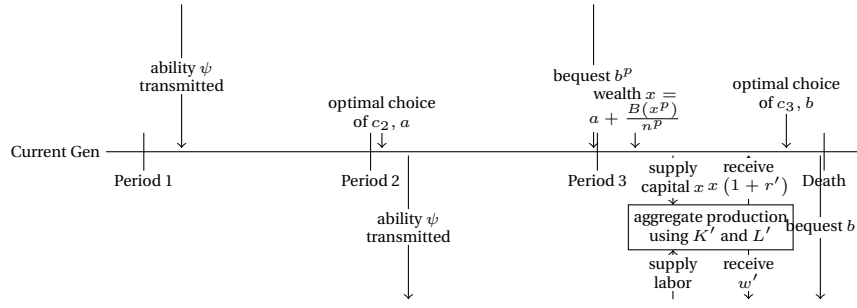 ability ψ
transmitted
optimal choice
of c₂, a
bequest bᵖ
wealth x =
a + B(xᵖ)/nᵖ
optimal choice
of c₃, b
Current Gen
Period 1
Period 2
Period 3
Death
supply
capital x
receive
x (1 + r′)
ability ψ
transmitted
aggregate production
using K′ and L′
bequest b
supply
labor
receive
w′